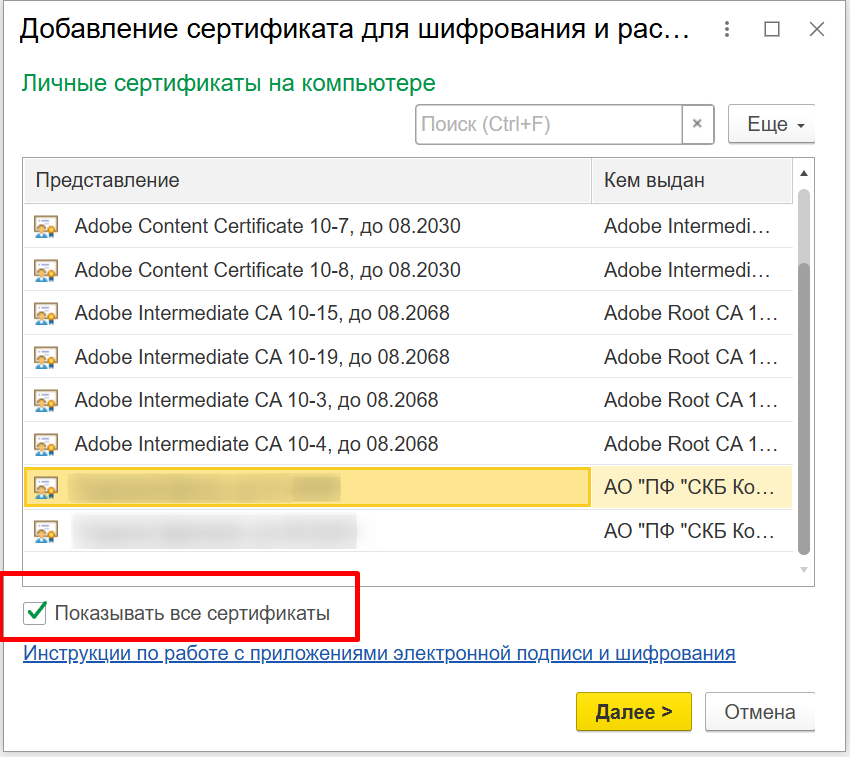 Добавление сертификата для шифрования и рас...
Личные сертификаты на компьютере
Поиск (Ctrl+F) × Еще
Представление Кем выдан
Adobe Content Certificate 10-7, до 08.2030 Adobe Intermedi...
Adobe Content Certificate 10-8, до 08.2030 Adobe Intermedi...
Adobe Intermediate CA 10-15, до 08.2068 Adobe Root CA 1...
Adobe Intermediate CA 10-19, до 08.2068 Adobe Root CA 1...
Adobe Intermediate CA 10-3, до 08.2068 Adobe Root CA 1...
Adobe Intermediate CA 10-4, до 08.2068 Adobe Root CA 1...
АО "ПФ "СКБ Ко...
АО "ПФ "СКБ Ко...
Показывать все сертификаты
Инструкции по работе с приложениями электронной подписи и шифрования
Далее > Отмена